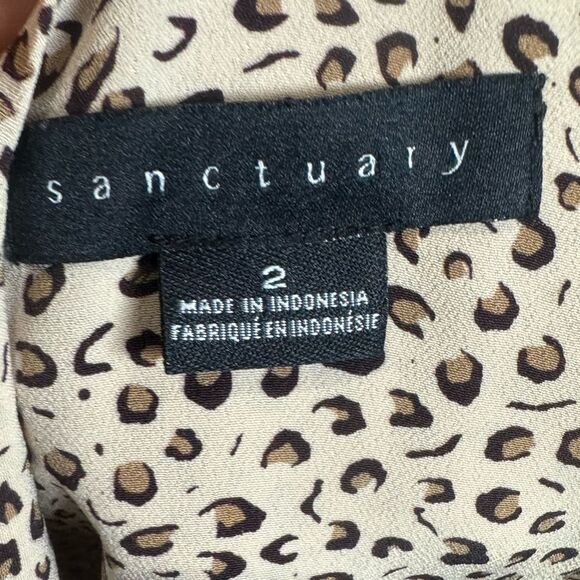 sanctuary
2
MADE IN INDONESIA
FABRIQUÉ EN INDONÉSIE